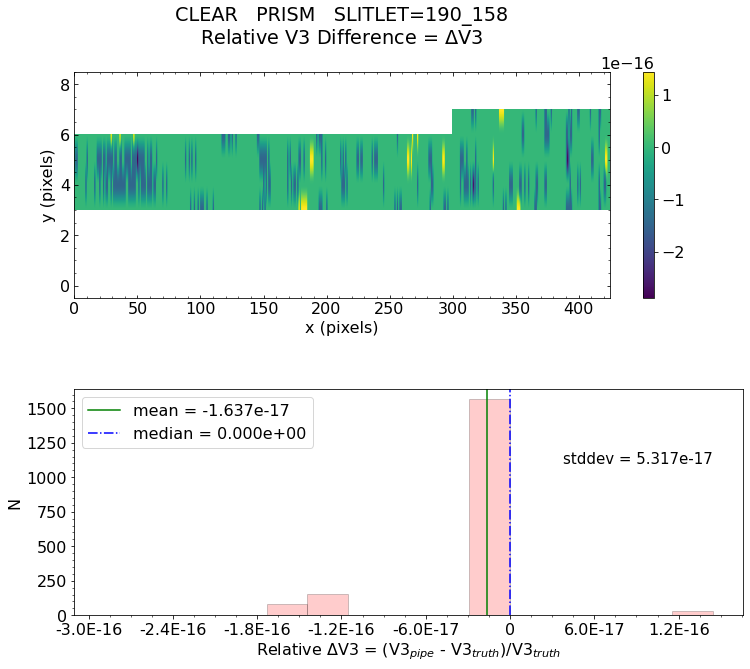 CLEAR   PRISM   SLITLET=190_158
Relative V3 Difference = ΔV3
1e−16
8
6
4
2
0
y (pixels)
0 50 100 150 200 250 300 350 400
x (pixels)
1
0
−1
−2
mean = -1.637e-17
median = 0.000e+00
stddev = 5.317e-17
1500
1250
1000
750
500
250
0
N
-3.0E-16 -2.4E-16 -1.8E-16 -1.2E-16 -6.0E-17 0 6.0E-17 1.2E-16
Relative ΔV3 = (V3pipe - V3truth)/V3truth